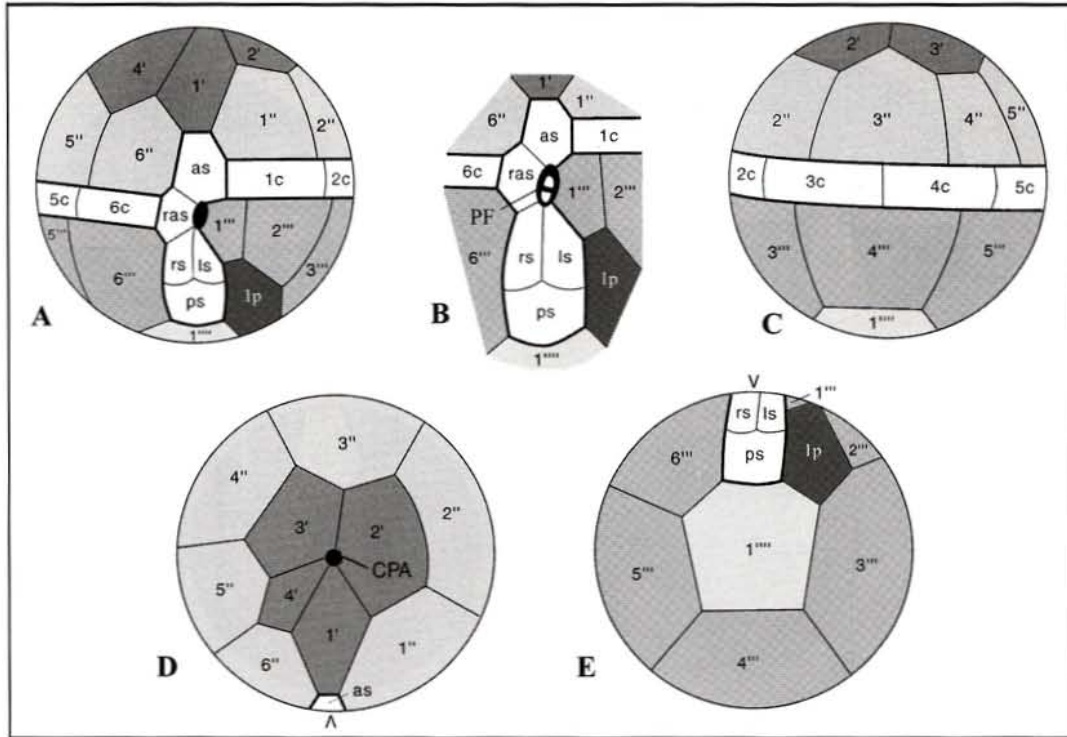 4' 1' 2'
5" 6" 1" 2"
as
5c 6c 1c 2c
ras
1"' 2"'
5"' 6"' 3"'
rs ls 1p
ps
1""
A
1'
6" 1"
as 1c
6c ras
PF 1"' 2"'
6"' rs ls 1p
ps
1""
B
2' 3'
2" 3" 4" 5"
2c 3c 4c 5c
3"' 4"' 5"'
1""
C
3"
4" 2"
3' 2'
CPA
5" 4'
1' 1"
6"
as
Λ
D
V
1"'
rs ls
6"' ps 1p 2"'
1""
5"' 3"'
4"'
E